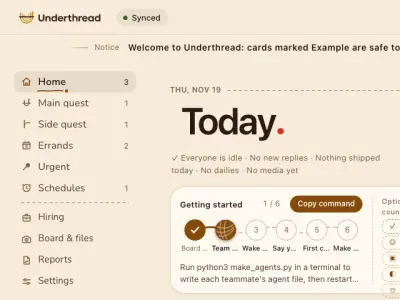 Underthread
Synced
Notice Welcome to Underthread: cards marked Example are safe to
Home 3
Main quest 1
Side quest 1
Errands 2
Urgent
Schedules 1
Hiring
Board & files
Reports
Settings
THU, NOV 19
Today.
✓ Everyone is idle · No new replies · Nothing shipped
today · No dailies · No media yet
Getting started 1 / 6 Copy command
3 4 5 6
Board ... Team ... Make ... Say y... First c... Make ...
Run python3 make_agents.py in a terminal to
write each teammate's agent file, then restart...
Optio
coun